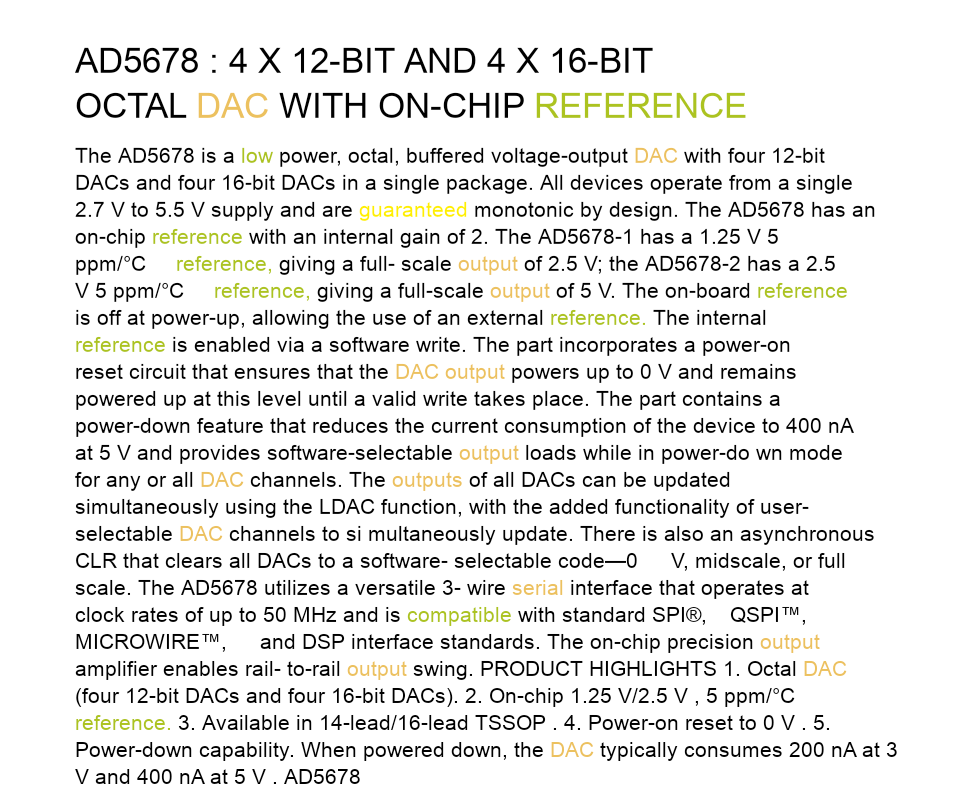 AD5678 : 4 X 12-BIT AND 4 X 16-BIT
OCTAL DAC WITH ON-CHIP REFERENCE
The AD5678 is a low power, octal, buffered voltage-output DAC with four 12-bit
DACs and four 16-bit DACs in a single package. All devices operate from a single
2.7 V to 5.5 V supply and are guaranteed monotonic by design. The AD5678 has an
on-chip reference with an internal gain of 2. The AD5678-1 has a 1.25 V 5
ppm/°C reference, giving a full- scale output of 2.5 V; the AD5678-2 has a 2.5
V 5 ppm/°C reference, giving a full-scale output of 5 V. The on-board reference
is off at power-up, allowing the use of an external reference. The internal
reference is enabled via a software write. The part incorporates a power-on
reset circuit that ensures that the DAC output powers up to 0 V and remains
powered up at this level until a valid write takes place. The part contains a
power-down feature that reduces the current consumption of the device to 400 nA
at 5 V and provides software-selectable output loads while in power-do wn mode
for any or all DAC channels. The outputs of all DACs can be updated
simultaneously using the LDAC function, with the added functionality of user-
selectable DAC channels to si multaneously update. There is also an asynchronous
CLR that clears all DACs to a software- selectable code—0 V, midscale, or full
scale. The AD5678 utilizes a versatile 3- wire serial interface that operates at
clock rates of up to 50 MHz and is compatible with standard SPI®, QSPI™,
MICROWIRE™, and DSP interface standards. The on-chip precision output
amplifier enables rail- to-rail output swing. PRODUCT HIGHLIGHTS 1. Octal DAC
(four 12-bit DACs and four 16-bit DACs). 2. On-chip 1.25 V/2.5 V , 5 ppm/°C
reference. 3. Available in 14-lead/16-lead TSSOP . 4. Power-on reset to 0 V . 5.
Power-down capability. When powered down, the DAC typically consumes 200 nA at 3
V and 400 nA at 5 V . AD5678